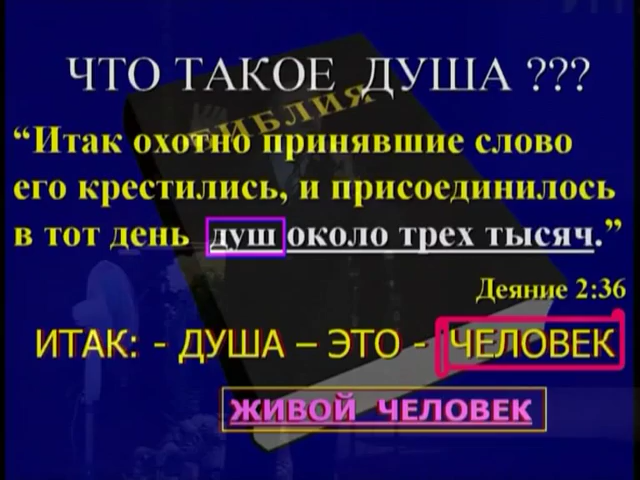 ЧТО ТАКОЕ ДУША ???
БИБЛИЯ
“Итак охотно принявшие слово
его крестились, и присоединилось
в тот день душ около трех тысяч.”
Деяние 2:36
ИТАК: - ДУША – ЭТО - ЧЕЛОВЕК
ЖИВОЙ ЧЕЛОВЕК